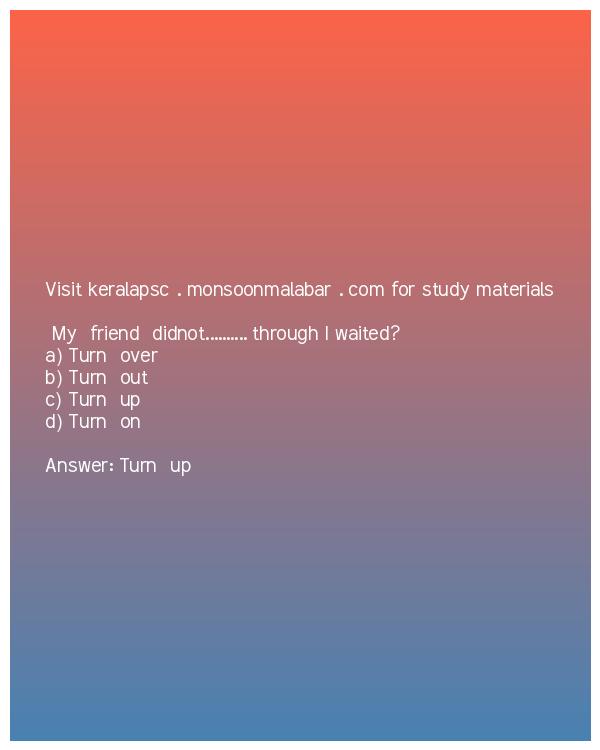 Visit keralapsc . monsoonmalabar . com for study materials
My friend didnot.......... through I waited?
a) Turn over
b) Turn out
c) Turn up
d) Turn on
Answer: Turn up